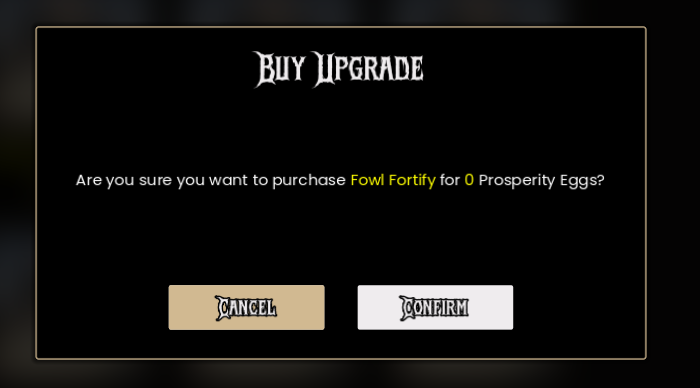 Buy Upgrade
Are you sure you want to purchase Fowl Fortify for 0 Prosperity Eggs?
Cancel
Confirm